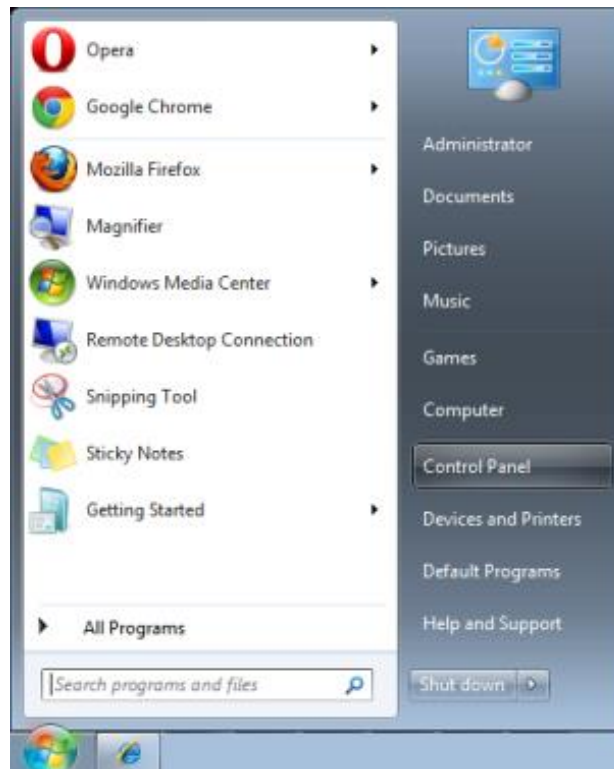 Opera
Google Chrome
Mozilla Firefox
Magnifier
Windows Media Center
Remote Desktop Connection
Snipping Tool
Sticky Notes
Getting Started
All Programs
Search programs and files
Administrator
Documents
Pictures
Music
Games
Computer
Control Panel
Devices and Printers
Default Programs
Help and Support
Shut down